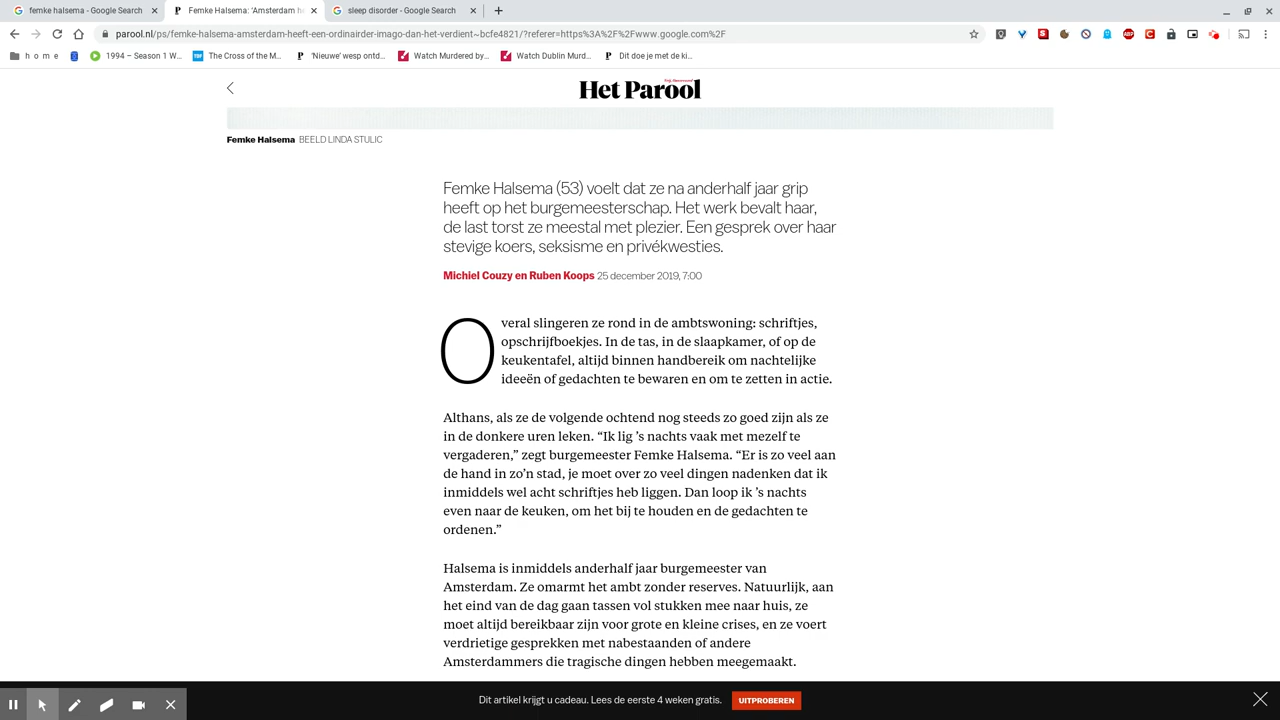 femke halsema - Google Search
Femke Halsema: 'Amsterdam h
sleep disorder - Google Search
parool.nl/ps/femke-halsema-amsterdam-heeft-een-ordinairder-imago-dan-het-verdient~bcfe4821/?referer=https%3A%2F%2Fwww.google.com%2F
h o m e
1994 – Season 1 W...
The Cross of the M...
'Nieuwe' wesp ontd...
Watch Murdered by...
Watch Dublin Murd...
Dit doe je met de ki...
Het Parool
Femke Halsema BEELD LINDA STULIC
Femke Halsema (53) voelt dat ze na anderhalf jaar grip
heeft op het burgemeesterschap. Het werk bevalt haar,
de last torst ze meestal met plezier. Een gesprek over haar
stevige koers, seksisme en privékwesties.
Michiel Couzy en Ruben Koops 25 december 2019, 7:00
Overal slingeren ze rond in de ambtswoning: schriftjes,
opschrijfboekjes. In de tas, in de slaapkamer, of op de
keukentafel, altijd binnen handbereik om nachtelijke
ideeën of gedachten te bewaren en om te zetten in actie.
Althans, als ze de volgende ochtend nog steeds zo goed zijn als ze
in de donkere uren leken. “Ik lig ’s nachts vaak met mezelf te
vergaderen,” zegt burgemeester Femke Halsema. “Er is zo veel aan
de hand in zo’n stad, je moet over zo veel dingen nadenken dat ik
inmiddels wel acht schriftjes heb liggen. Dan loop ik ’s nachts
even naar de keuken, om het bij te houden en de gedachten te
ordenen.”
Halsema is inmiddels anderhalf jaar burgemeester van
Amsterdam. Ze omarmt het ambt zonder reserves. Natuurlijk, aan
het eind van de dag gaan tassen vol stukken mee naar huis, ze
moet altijd bereikbaar zijn voor grote en kleine crises, en ze voert
verdrietige gesprekken met nabestaanden of andere
Amsterdammers die tragische dingen hebben meegemaakt.
Dit artikel krijgt u cadeau. Lees de eerste 4 weken gratis.
UITPROBEREN